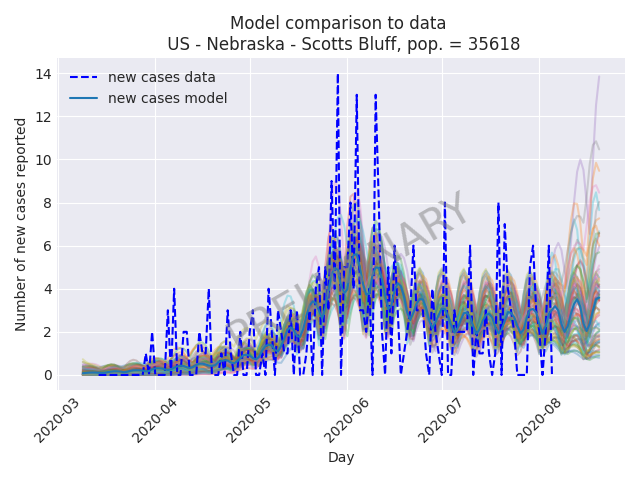 Model comparison to data
US - Nebraska - Scotts Bluff, pop. = 35618
new cases data
new cases model
14
12
10
8
6
4
2
0
Number of new cases reported
PRELIMINARY
2020-03
2020-04
2020-05
2020-06
2020-07
2020-08
Day